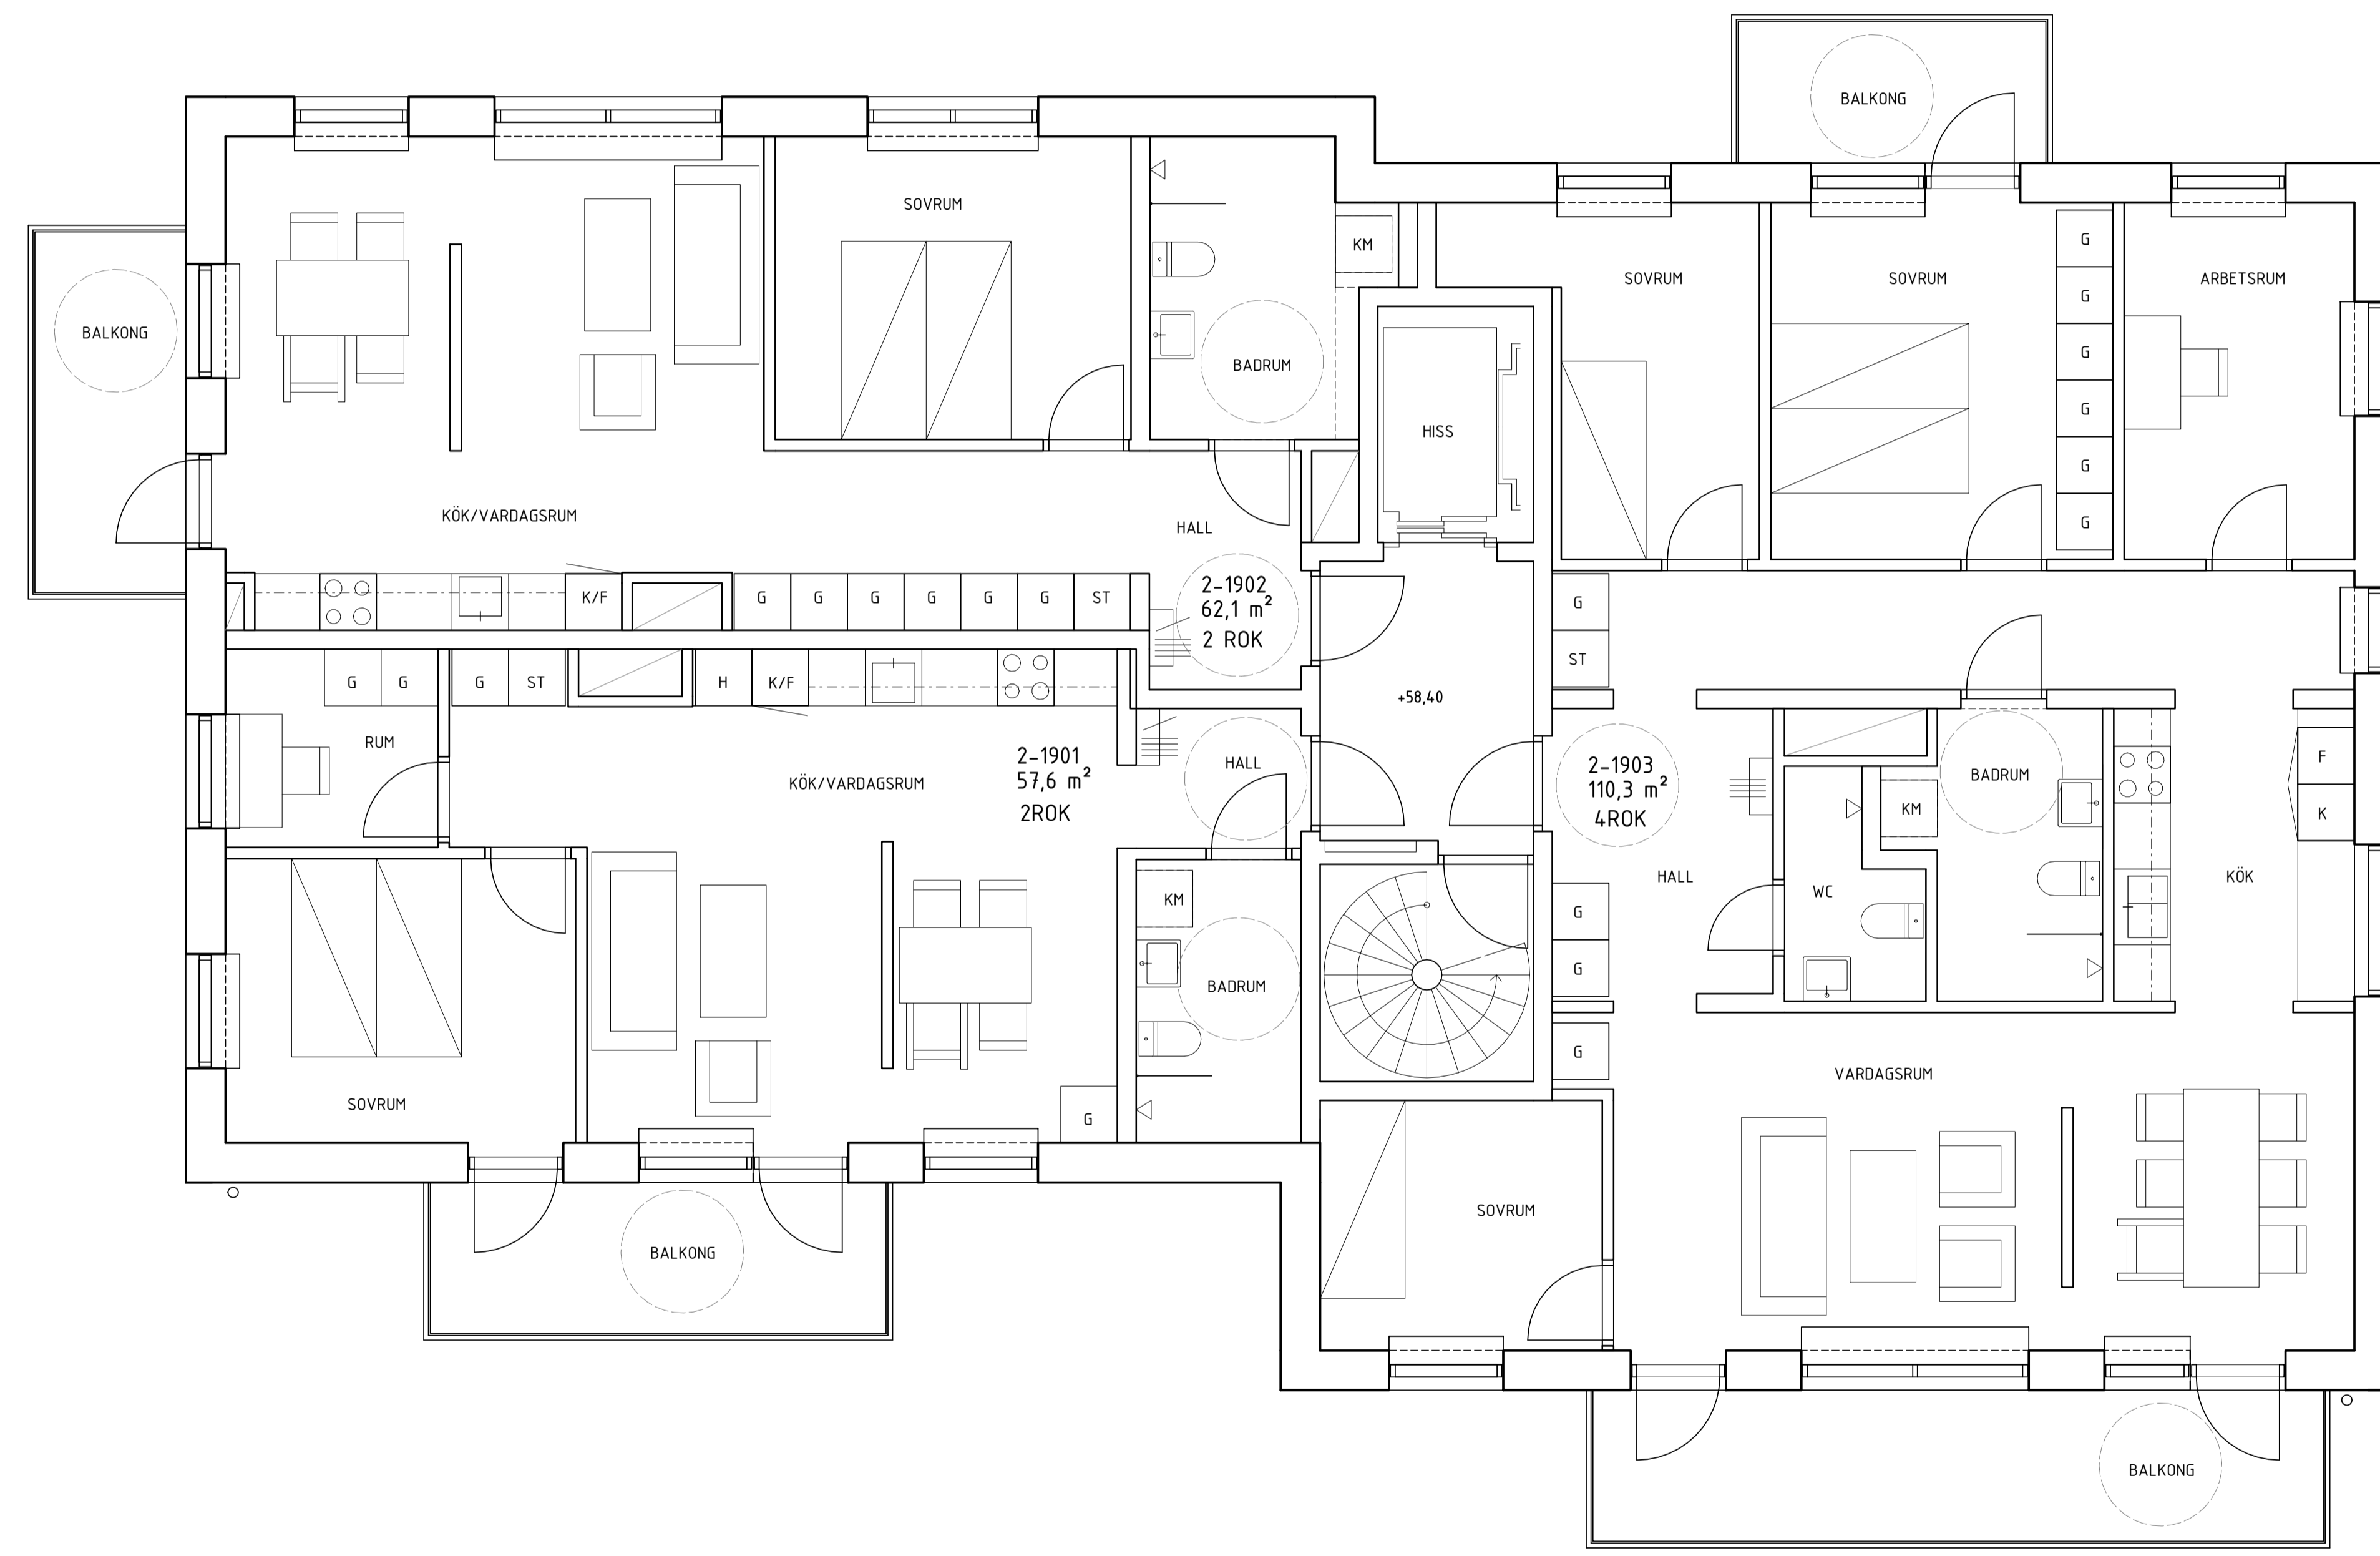 BALKONG
SOVRUM
KM
BALKONG
BADRUM
HISS
SOVRUM
SOVRUM
ARBETSRUM
G
G
G
G
G
G
KÖK/VARDAGSRUM
HALL
K/F
G
G
G
G
G
G
ST
2-1902
62,1 m²
2 ROK
G
ST
G
G
G
ST
H
K/F
+58,40
RUM
KÖK/VARDAGSRUM
2-1901
57,6 m²
2ROK
HALL
2-1903
110,3 m²
4ROK
BADRUM
KM
F
K
HALL
WC
KÖK
KM
G
G
BADRUM
G
SOVRUM
G
VARDAGSRUM
SOVRUM
BALKONG
BALKONG